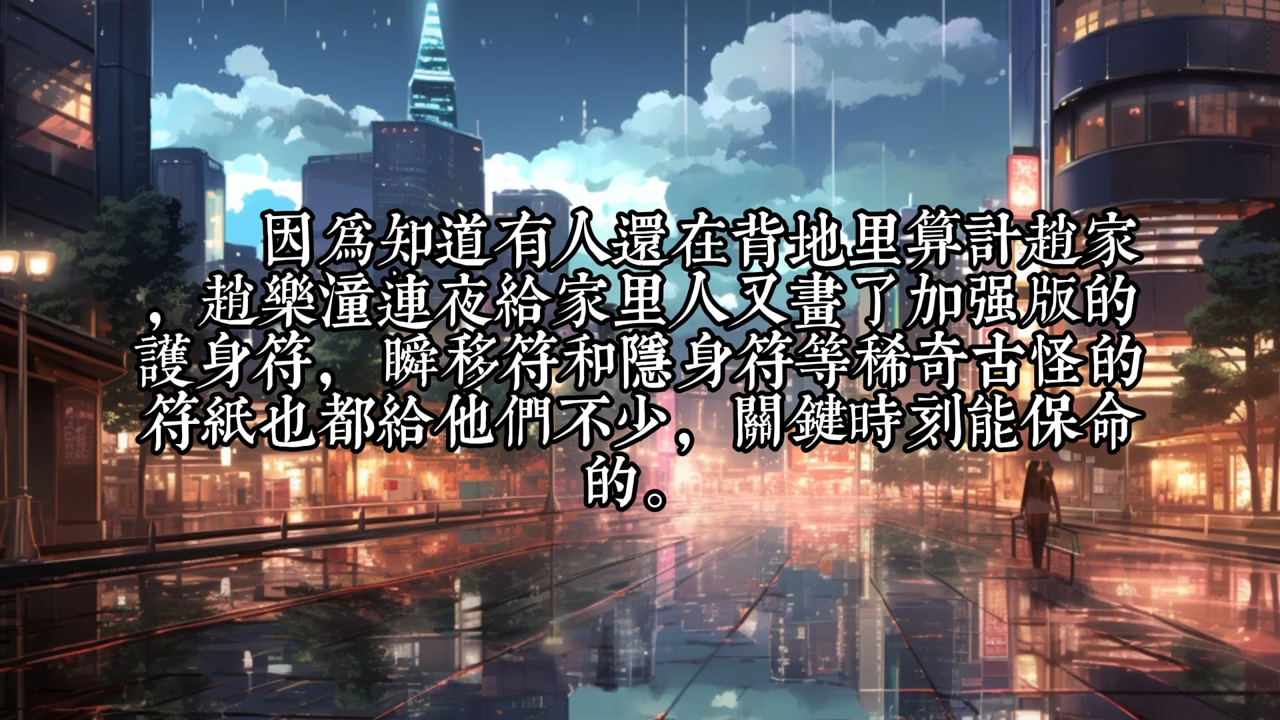 因爲知道有人還在背地里算計趙家
，趙樂潼連夜給家里人又畫了加强版的
護身符，瞬移符和隱身符等稀奇古怪的
符紙也都給他們不少，關鍵時刻能保命
的。